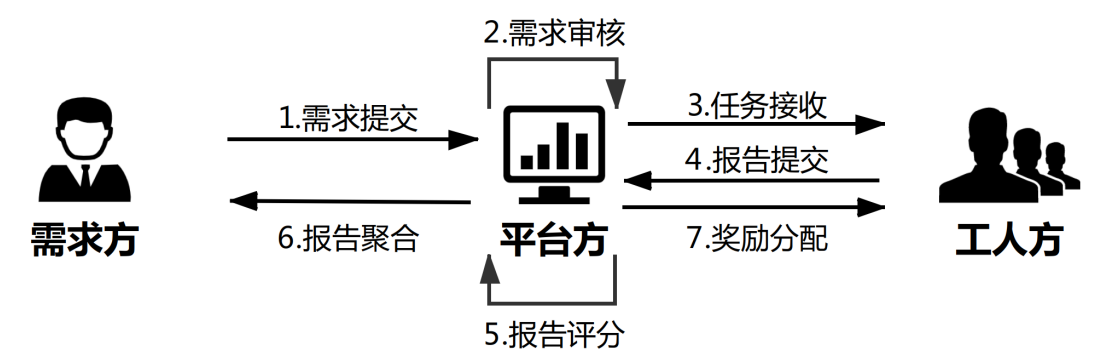 2.需求审核
1.需求提交
3.任务接收
4.报告提交
需求方
平台方
工人方
6.报告聚合
7.奖励分配
5.报告评分